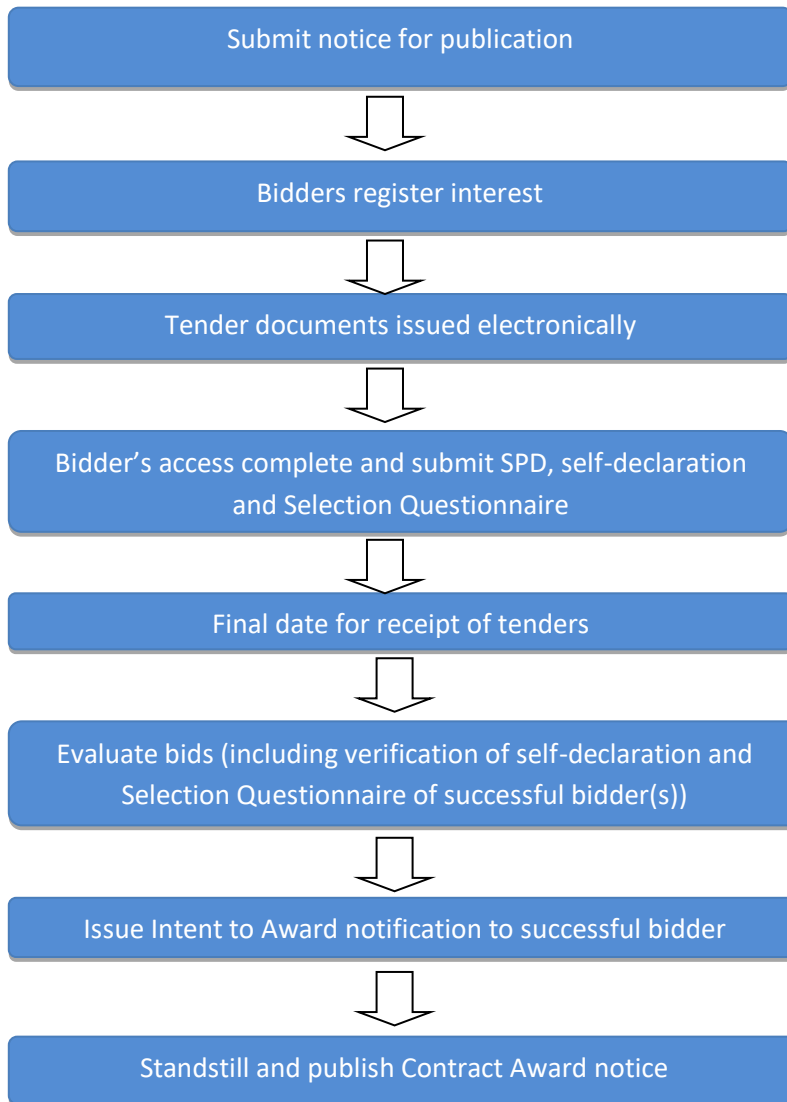 Submit notice for publication
Bidders register interest
Tender documents issued electronically
Bidder’s access complete and submit SPD, self-declaration
and Selection Questionnaire
Final date for receipt of tenders
Evaluate bids (including verification of self-declaration and
Selection Questionnaire of successful bidder(s))
Issue Intent to Award notification to successful bidder
Standstill and publish Contract Award notice